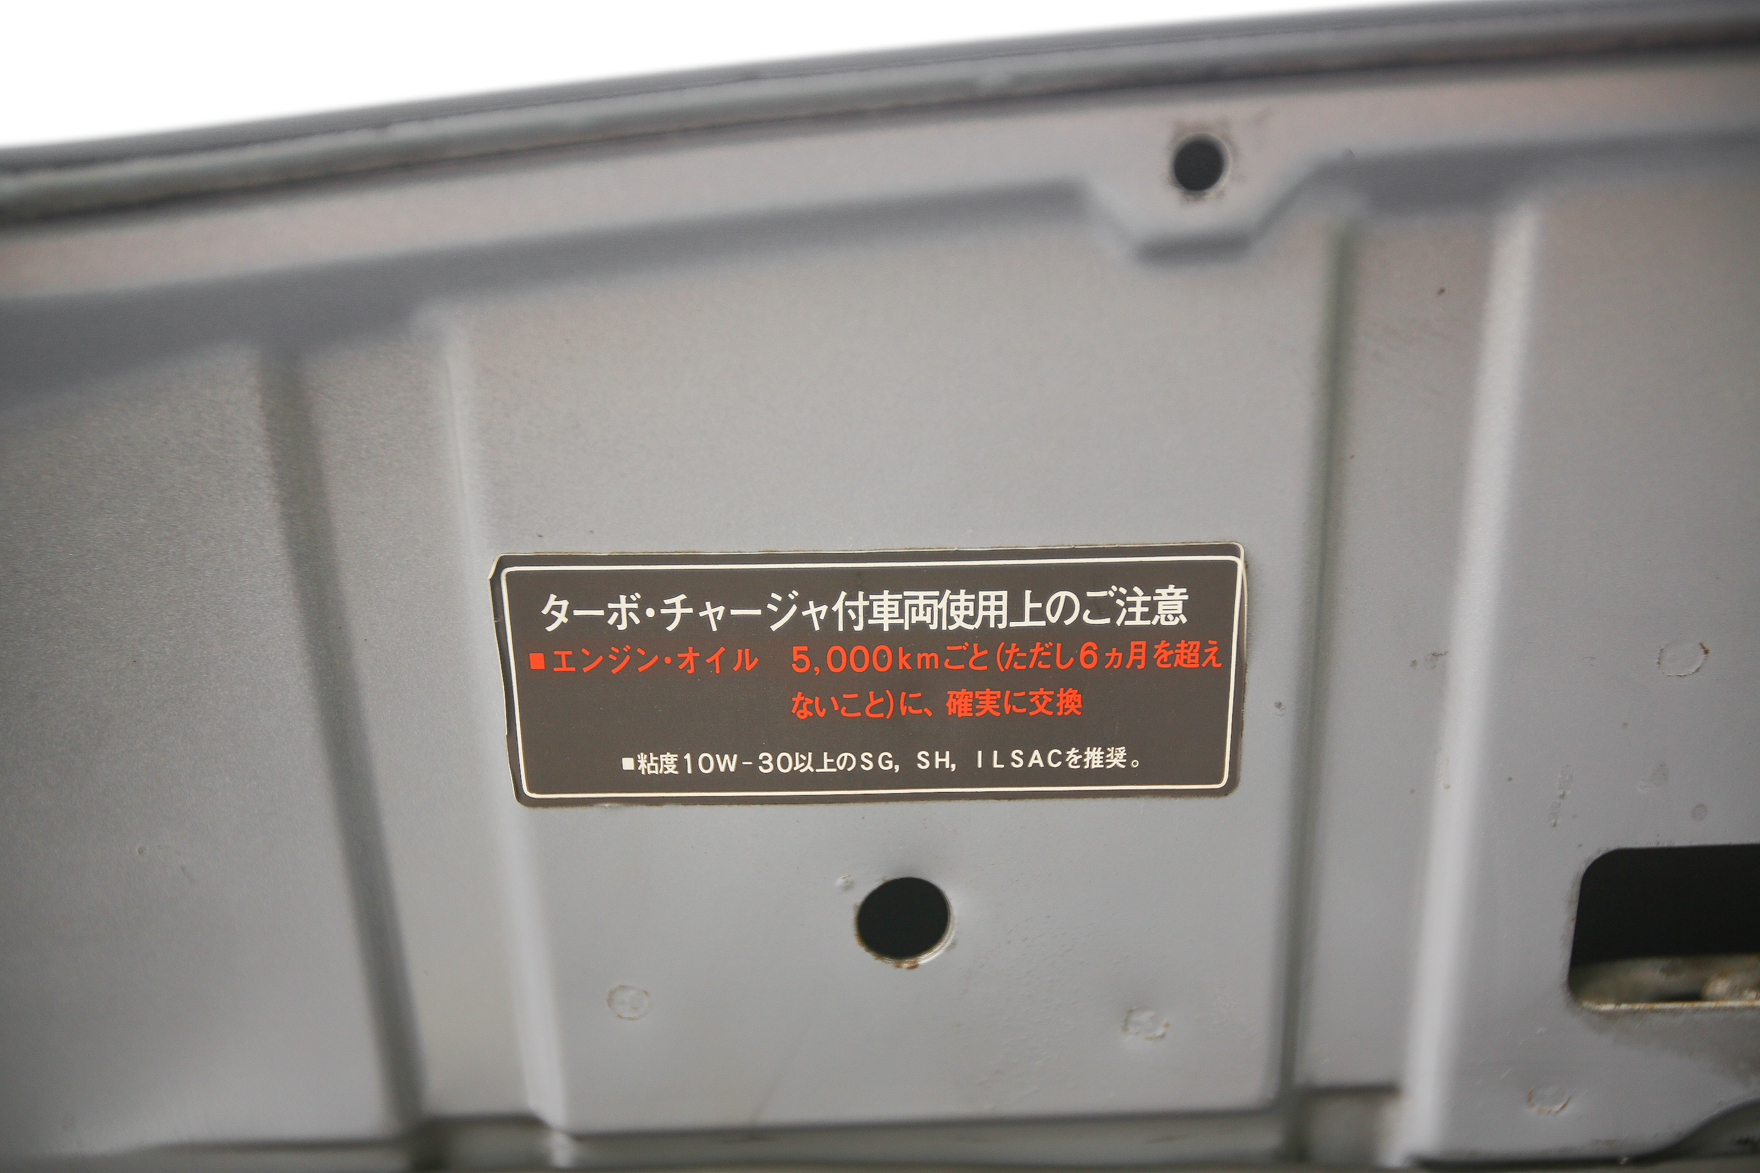 ターボ・チャージャ付車両使用上のご注意
■エンジン・オイル 5,000kmごと(ただし6ヵ月を超え
ないこと)に、確実に交換
■粘度10W-30以上のSG, SH, ILSACを推奨。